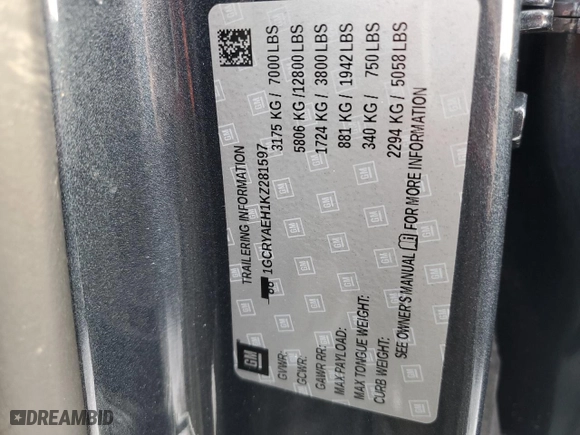 TRAILERING INFORMATION
1GCRYAEH1KZ281597
GM
GVWR: 3175 KG / 7000 LBS
GCWR: 5806 KG /12800 LBS
GAWR RR: 1724 KG / 3800 LBS
MAX PAYLOAD: 881 KG / 1942 LBS
MAX TONGUE WEIGHT: 340 KG / 750 LBS
CURB WEIGHT: 2294 KG / 5058 LBS
SEE OWNER'S MANUAL FOR MORE INFORMATION
DREAMBID